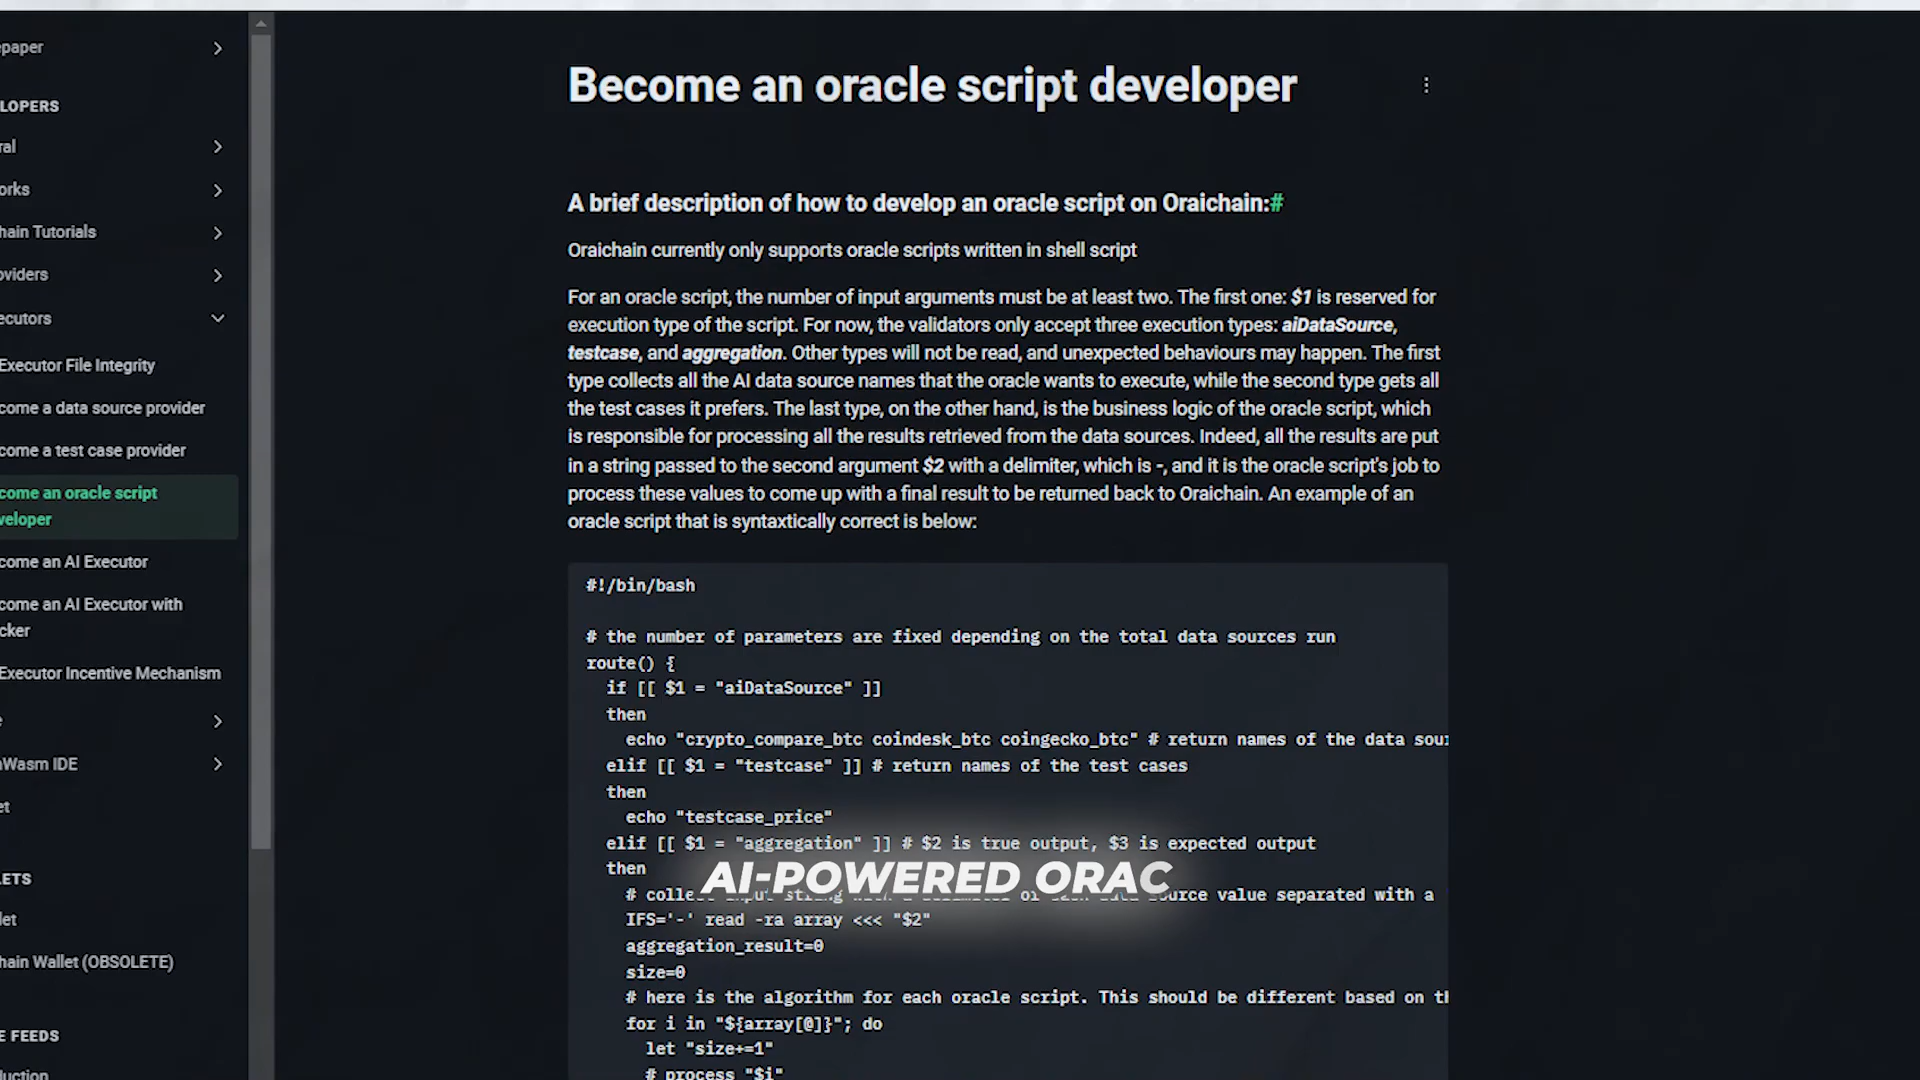 epaper
LOPERS
ral
orks
hain Tutorials
oviders
ecutors
Executor File Integrity
come a data source provider
come a test case provider
come an oracle script
veloper
come an AI Executor
come an AI Executor with
cker
Executor Incentive Mechanism
e
nWasm IDE
et
LETS
let
hain Wallet (OBSOLETE)
E FEEDS
duction
Become an oracle script developer
A brief description of how to develop an oracle script on Oraichain:#
Oraichain currently only supports oracle scripts written in shell script
For an oracle script, the number of input arguments must be at least two. The first one: $1 is reserved for
execution type of the script. For now, the validators only accept three execution types: aiDataSource,
testcase, and aggregation. Other types will not be read, and unexpected behaviours may happen. The first
type collects all the AI data source names that the oracle wants to execute, while the second type gets all
the test cases it prefers. The last type, on the other hand, is the business logic of the oracle script, which
is responsible for processing all the results retrieved from the data sources. Indeed, all the results are put
in a string passed to the second argument $2 with a delimiter, which is -, and it is the oracle script's job to
process these values to come up with a final result to be returned back to Oraichain. An example of an
oracle script that is syntaxtically correct is below:
#!/bin/bash
# the number of parameters are fixed depending on the total data sources run
route() {
if [[ $1 = "aiDataSource" ]]
then
echo "crypto_compare_btc coindesk_btc coingecko_btc" # return names of the data sour
elif [[ $1 = "testcase" ]] # return names of the test cases
then
echo "testcase_price"
elif [[ $1 = "aggregation" ]] # $2 is true output, $3 is expected output
then
AI-POWERED ORAC
# collec input string value separated with a
IFS='-' read -ra array <<< "$2"
aggregation_result=0
size=0
# here is the algorithm for each oracle script. This should be different based on th
for i in "${array[@]}"; do
let "size+=1"
# process "$i"